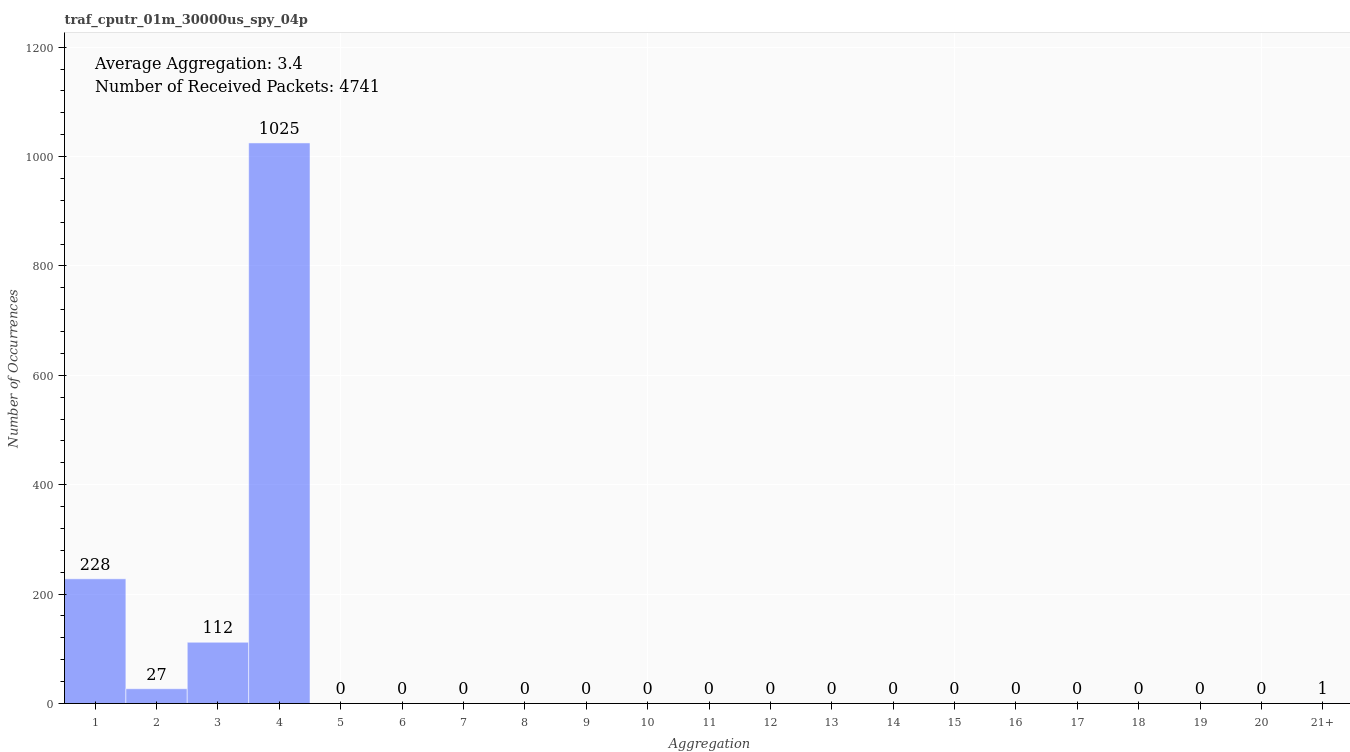 traf_cputr_01m_30000us_spy_04p
1200
Average Aggregation: 3.4
Number of Received Packets: 4741
1025
1000
800
Number of Occurrences
600
400
228
200
112
27
0 0 0 0 0 0 0 0 0 0 0 0 0 0 0 0 1
0
1 2 3 4 5 6 7 8 9 10 11 12 13 14 15 16 17 18 19 20 21+
Aggregation